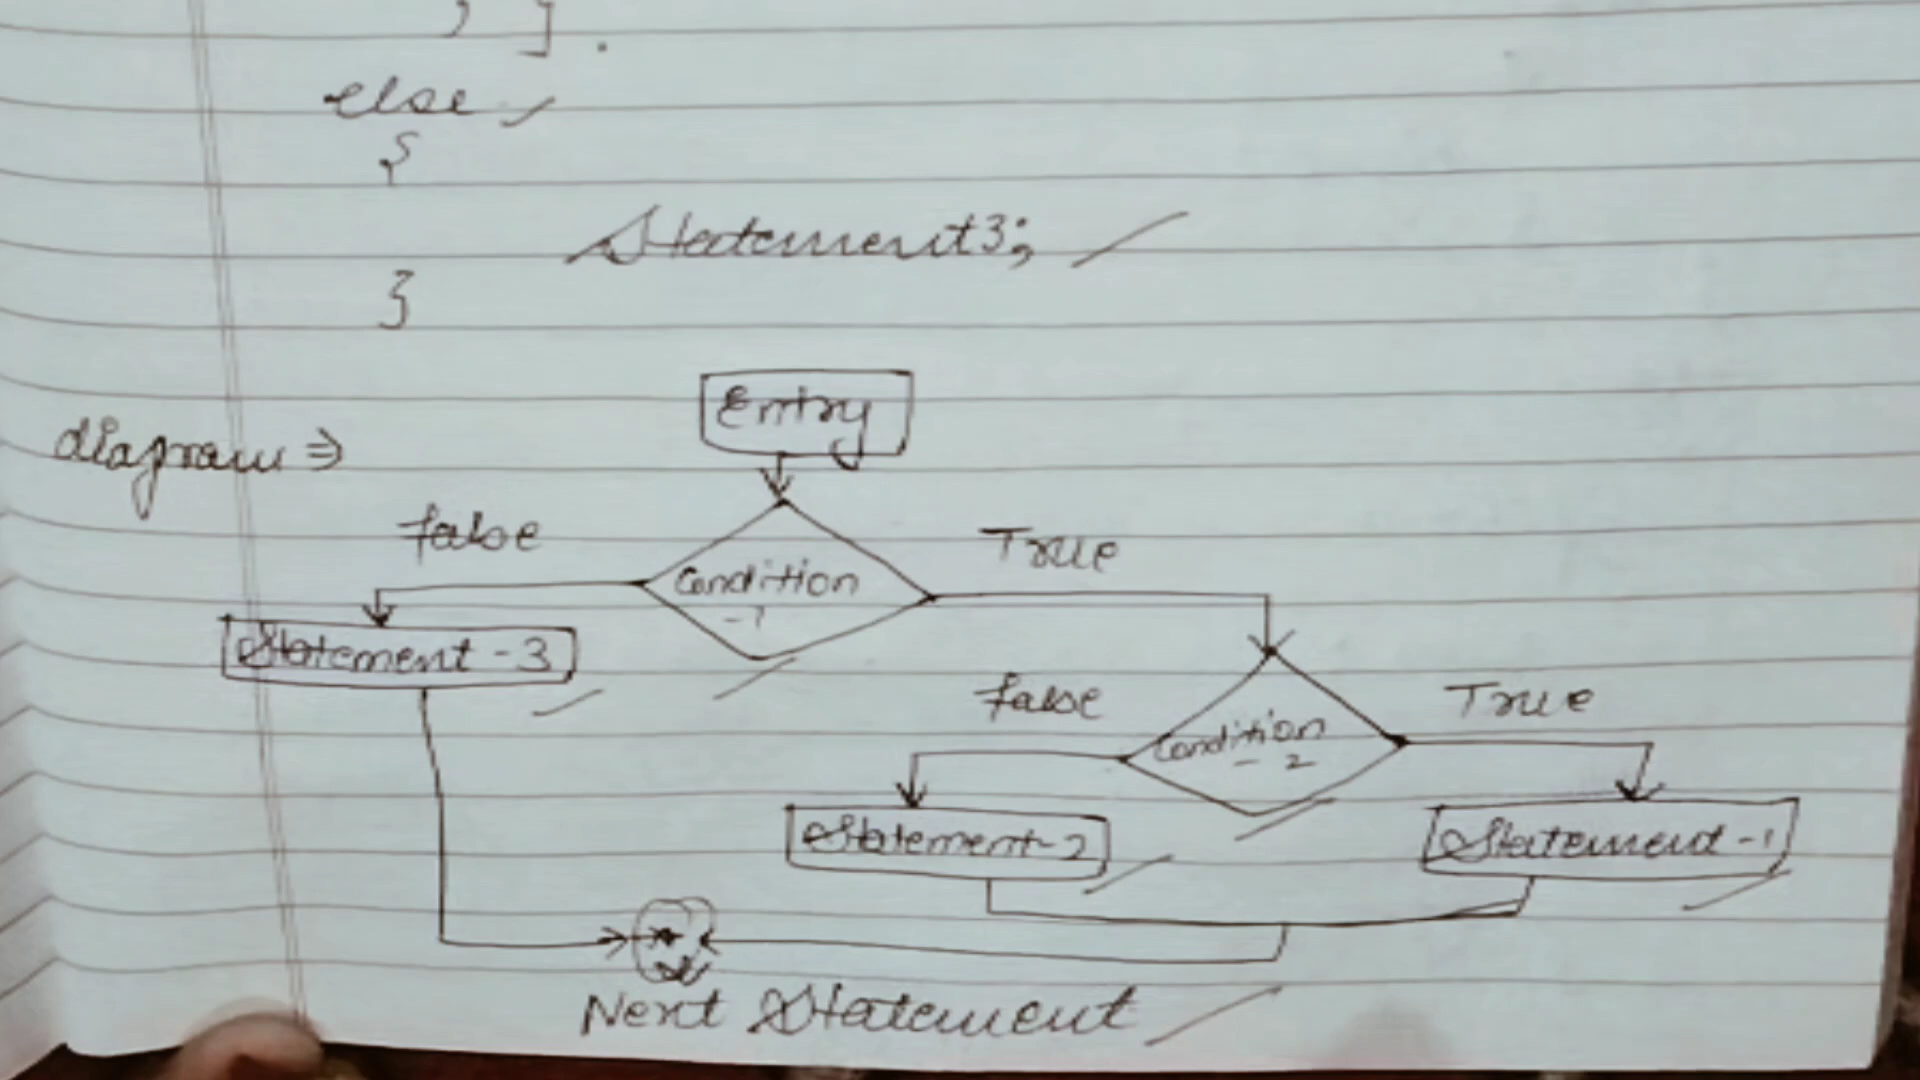 ; }.
else
{
Statement3;
}
Entry
diagram ⇒
false
True
Condition
-1
Statement - 3
false
True
Condition
- 2
Statement-2
Statement -1
Next Statement